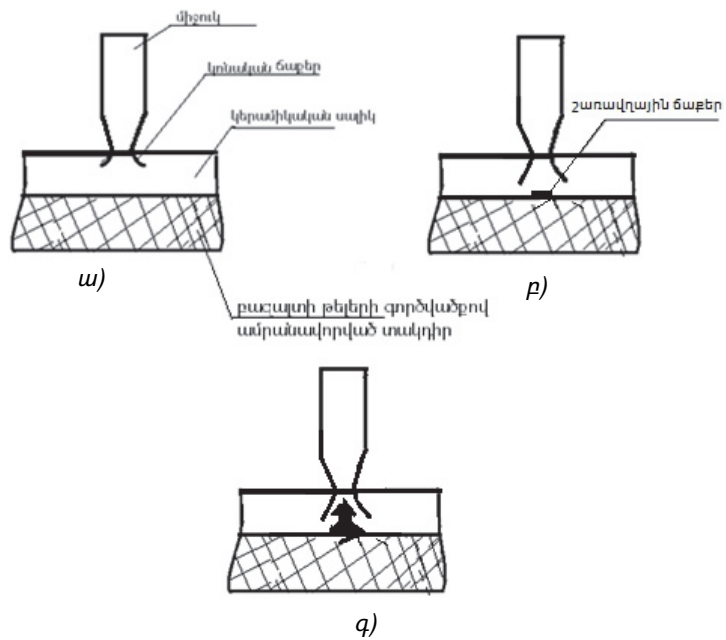 միջուկ
կոնական ճաքեր
կերամիկական սալիկ
շառավղային ճաքեր
ա)
բ)
բազալտի թելերի գործվածքով
ամրանավորված տակդիր
գ)